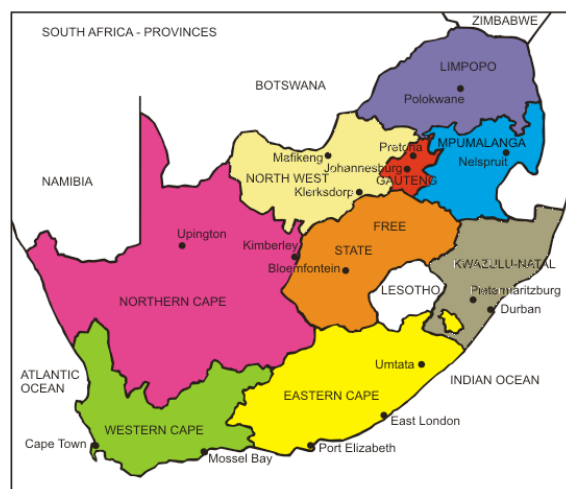 ZIMBABWE
SOUTH AFRICA - PROVINCES
LIMPOPO
BOTSWANA
Polokwane
MPUMALANGA
Pretoria
Mafikeng
Nelspruit
Johannesburg
NORTH WEST
GAUTENG
NAMIBIA
Klerksdorp
FREE
Upington
Kimberley
STATE
KWAZULU-NATAL
Bloemfontein
LESOTHO
Pietermaritzburg
NORTHERN CAPE
Durban
ATLANTIC
OCEAN
Umtata
INDIAN OCEAN
EASTERN CAPE
East London
WESTERN CAPE
Cape Town
Port Elizabeth
Mossel Bay